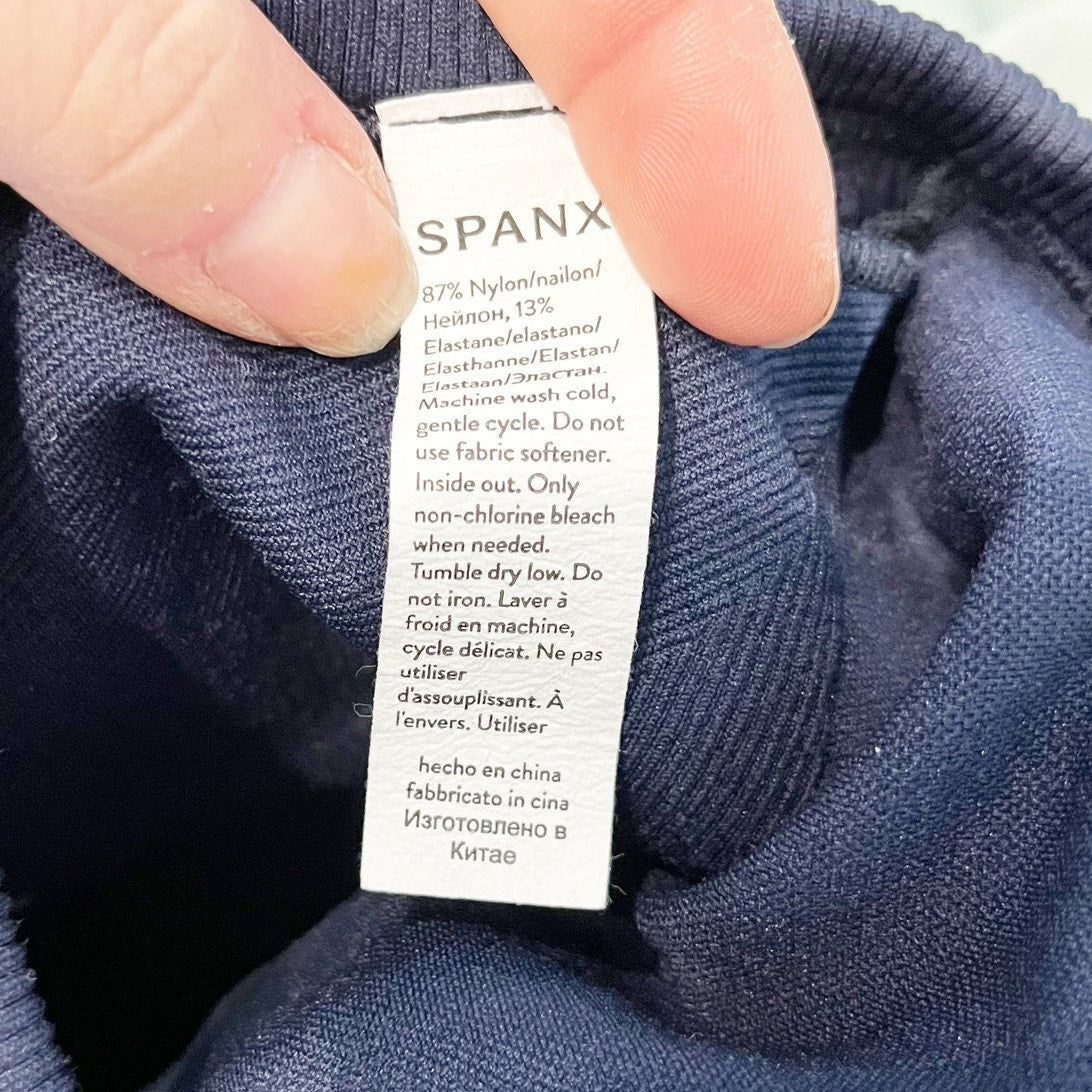 SPANX
87% Nylon/nailon/
Нейлон, 13%
Elastane/elastano/
Elasthanne/Elastan/
Elastaan/Эластан.
Machine wash cold,
gentle cycle. Do not
use fabric softener.
Inside out. Only
non-chlorine bleach
when needed.
Tumble dry low. Do
not iron. Laver à
froid en machine,
cycle délicat. Ne pas
utiliser
d'assouplissant. À
l'envers. Utiliser
hecho en china
fabbricato in cina
Изготовлено в
Китае